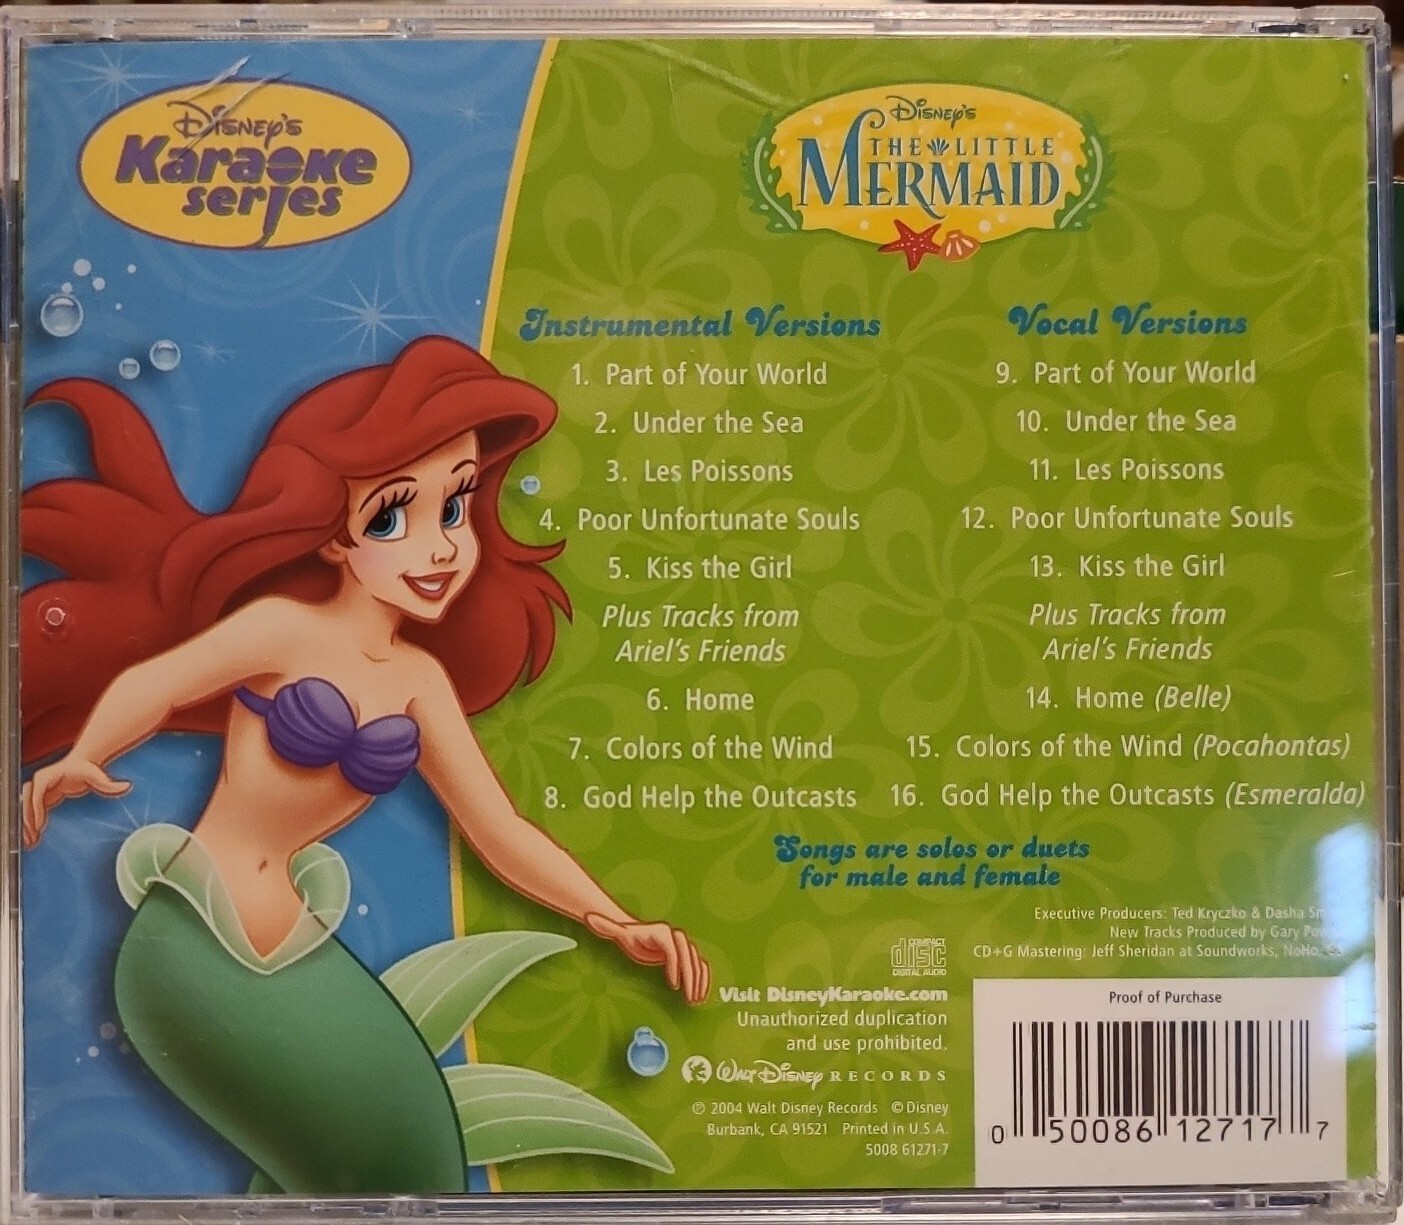 Disney's
Karaoke
series
Disney's
THE LITTLE
MERMAID
Instrumental Versions
1. Part of Your World
2. Under the Sea
3. Les Poissons
4. Poor Unfortunate Souls
5. Kiss the Girl
Plus Tracks from
Ariel's Friends
6. Home
7. Colors of the Wind
8. God Help the Outcasts
Vocal Versions
9. Part of Your World
10. Under the Sea
11. Les Poissons
12. Poor Unfortunate Souls
13. Kiss the Girl
Plus Tracks from
Ariel's Friends
14. Home (Belle)
15. Colors of the Wind (Pocahontas)
16. God Help the Outcasts (Esmeralda)
Songs are solos or duets
for male and female
Executive Producers: Ted Kryczko & Dasha
New Tracks Produced by Gary
CD+G Mastering: Jeff Sheridan at Soundworks, NoHo,
COMPACT
disc
DIGITAL AUDIO
Visit DisneyKaraoke.com
Unauthorized duplication
and use prohibited.
Walt Disney RECORDS
℗ 2004 Walt Disney Records © Disney
Burbank, CA 91521 Printed in U.S.A.
5008 61271-7
Proof of Purchase
0 50086 12717 7